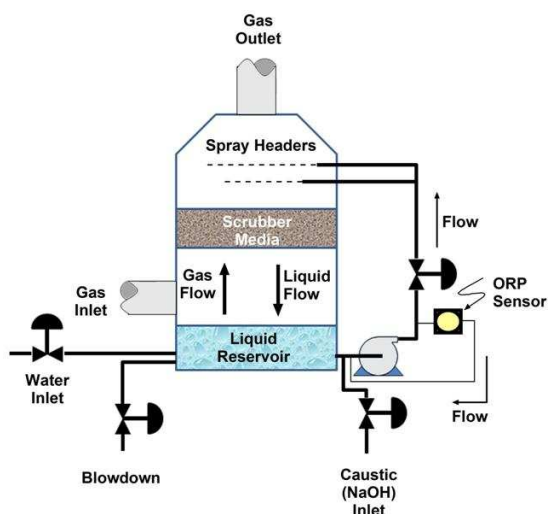 Gas
Outlet
Spray Headers
Scrubber
Media
Flow
Gas
Flow
Liquid
Flow
ORP
Sensor
Gas
Inlet
Liquid
Reservoir
Water
Inlet
Flow
Blowdown
Caustic
(NaOH)
Inlet